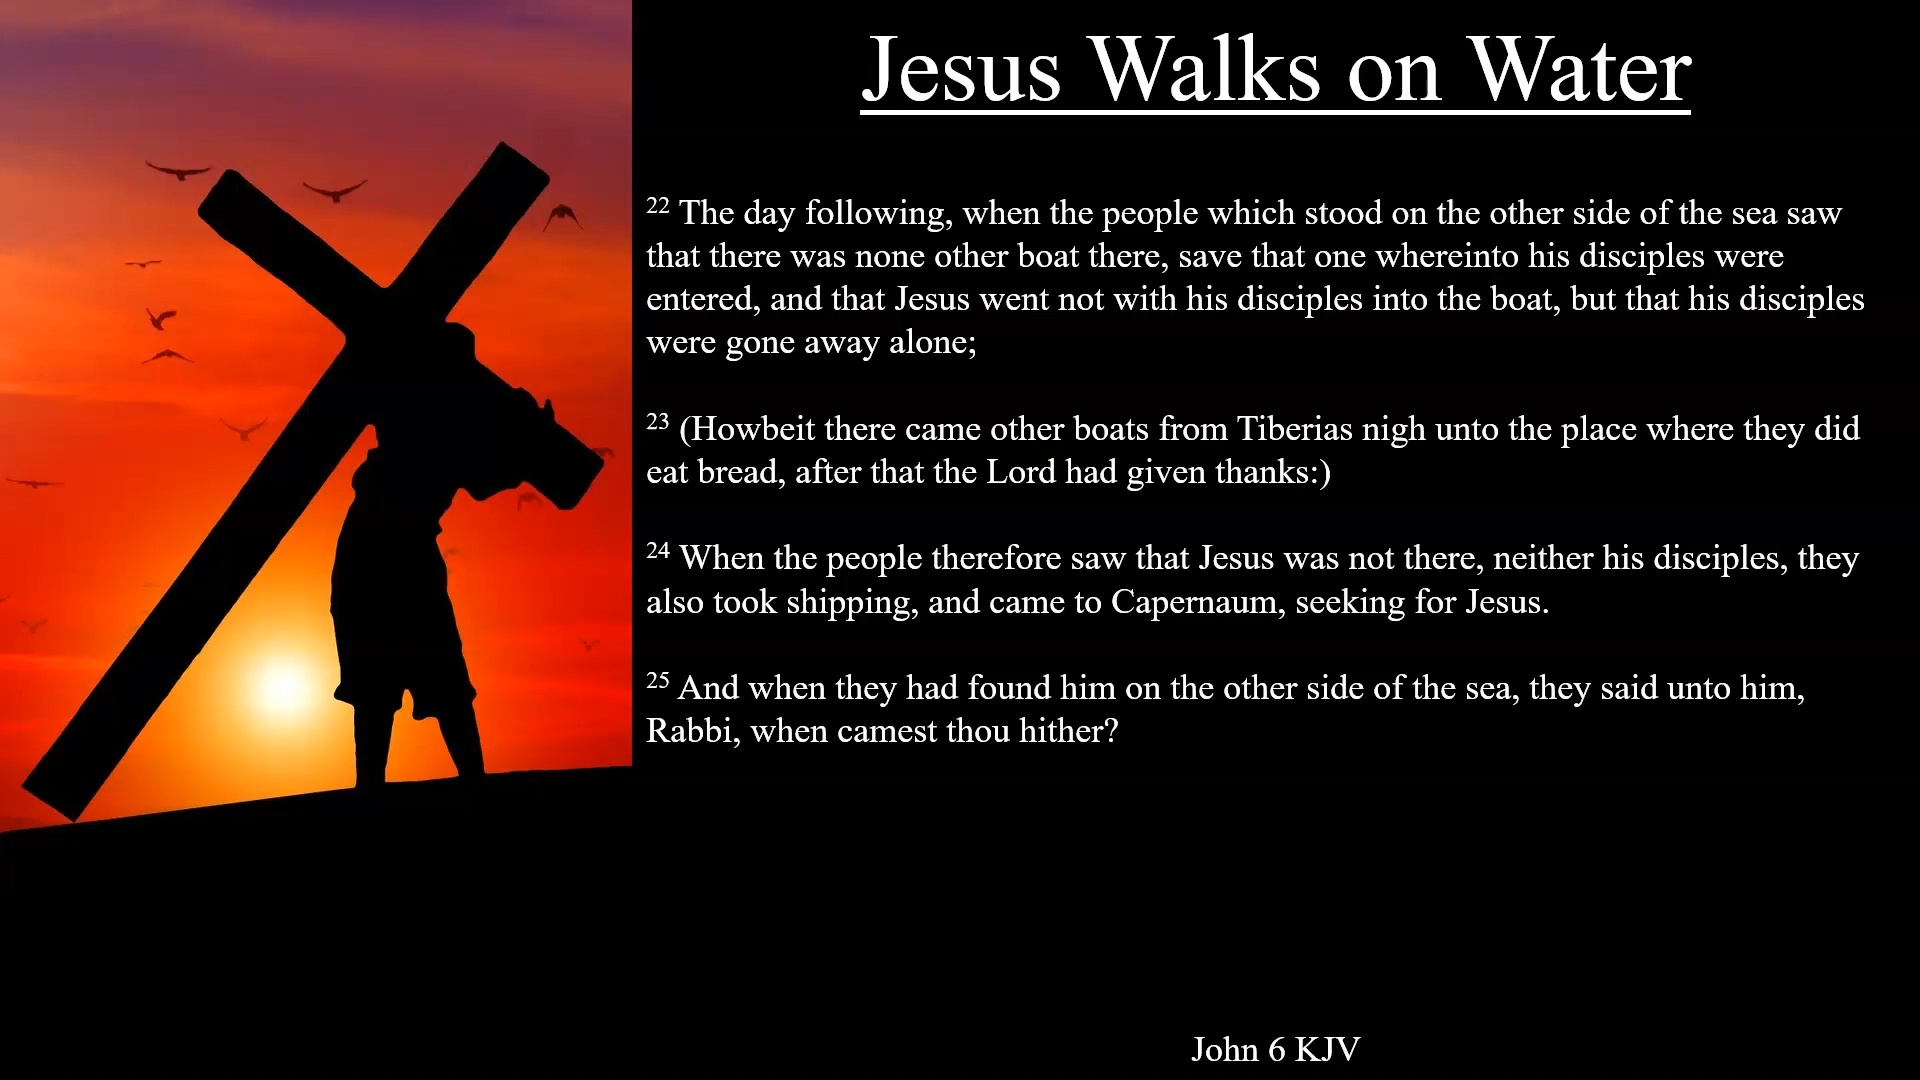 Jesus Walks on Water
22 The day following, when the people which stood on the other side of the sea saw
that there was none other boat there, save that one whereinto his disciples were
entered, and that Jesus went not with his disciples into the boat, but that his disciples
were gone away alone;
23 (Howbeit there came other boats from Tiberias nigh unto the place where they did
eat bread, after that the Lord had given thanks:)
24 When the people therefore saw that Jesus was not there, neither his disciples, they
also took shipping, and came to Capernaum, seeking for Jesus.
25 And when they had found him on the other side of the sea, they said unto him,
Rabbi, when camest thou hither?
John 6 KJV